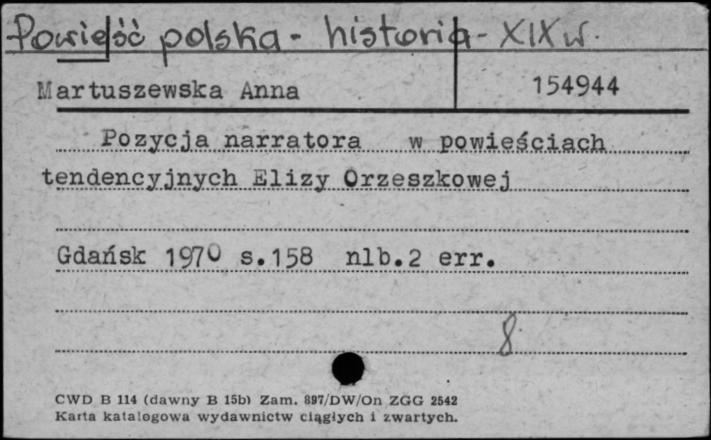 Powieść polska - historia - XIX w.
Martuszewska Anna 154944
Pozycja narratora w powieściach
tendencyjnych Elizy Orzeszkowej
Gdańsk 1970 s.158 nlb.2 err.
8
CWD B 114 (dawny B 15b) Zam. 897/DW/On ZGG 2542
Karta katalogowa wydawnictw ciągłych i zwartych.